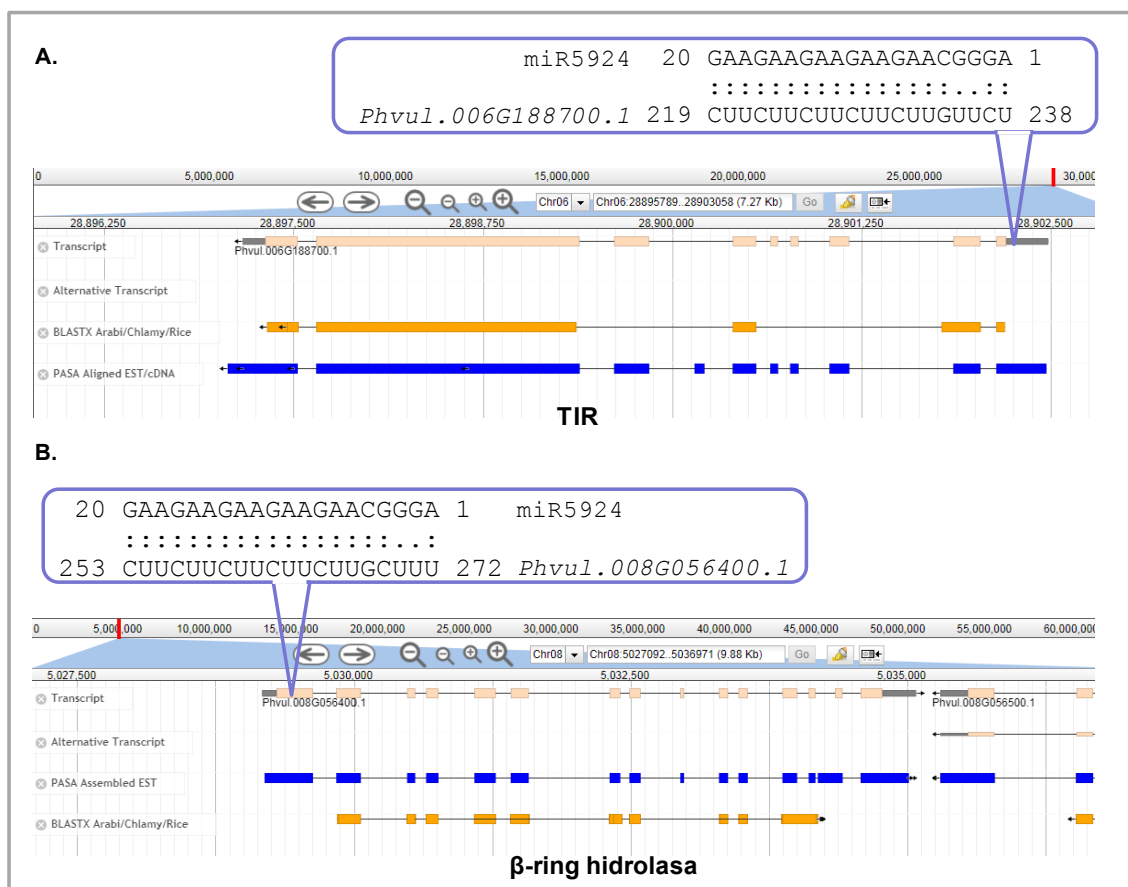 A.
miR5924 20 GAAGAAGAAGAAGAACGGGA 1
:::::::::::::::::..::
Phvul.006G188700.1 219 CUUCUUCUUCUUCUUGUUCU 238
0 5,000,000 10,000,000 15,000,000 20,000,000 25,000,000 30,000
Chr06 Chr06:28895789..28903058 (7.27 Kb) Go
28,896,250 28,897,500 28,898,750 28,900,000 28,901,250 28,902,500
Transcript
Phvul.006G188700.1
Alternative Transcript
BLASTX Arabi/Chlamy/Rice
PASA Aligned EST/cDNA
TIR
B.
20 GAAGAAGAAGAAGAACGGGA 1 miR5924
:::::::::::::::::..:
253 CUUCUUCUUCUUCUUGCUUU 272 Phvul.008G056400.1
0 5,000,000 10,000,000 15,000,000 20,000,000 25,000,000 30,000,000 35,000,000 40,000,000 45,000,000 50,000,000 55,000,000 60,000,
Chr08 Chr08:5027092..5036971 (9.88 Kb) Go
5,027,500 5,030,000 5,032,500 5,035,000
Transcript
Phvul.008G056400.1 Phvul.008G056500.1
Alternative Transcript
PASA Assembled EST
BLASTX Arabi/Chlamy/Rice
β-ring hidrolasa